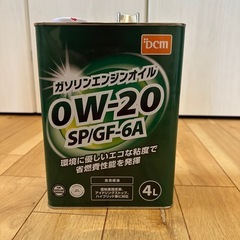 DCM
ガソリンエンジンオイル
0W-20
SP/GF-6A
環境に優しいエコな粘度で
省燃費性能を発揮
4L